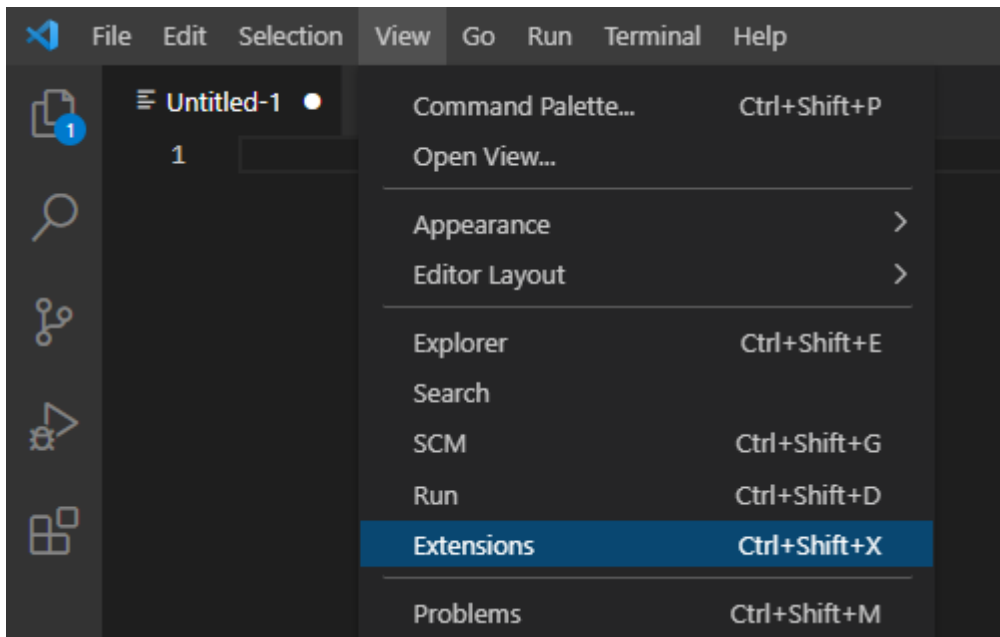 File Edit Selection View Go Run Terminal Help
Untitled-1
1
1
Command Palette... Ctrl+Shift+P
Open View...
Appearance
Editor Layout
Explorer Ctrl+Shift+E
Search
SCM Ctrl+Shift+G
Run Ctrl+Shift+D
Extensions Ctrl+Shift+X
Problems Ctrl+Shift+M